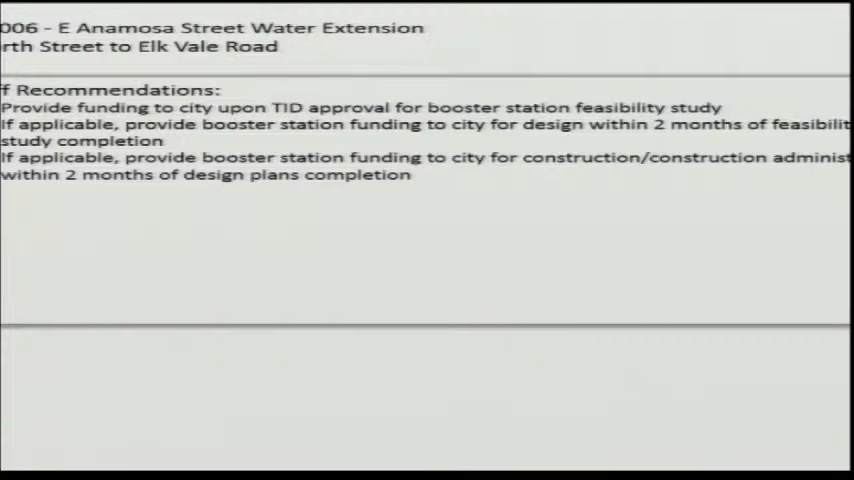 006 - E Anamosa Street Water Extension
rth Street to Elk Vale Road
f Recommendations:
Provide funding to city upon TID approval for booster station feasibility study
If applicable, provide booster station funding to city for design within 2 months of feasibilit
study completion
If applicable, provide booster station funding to city for construction/construction administ
within 2 months of design plans completion